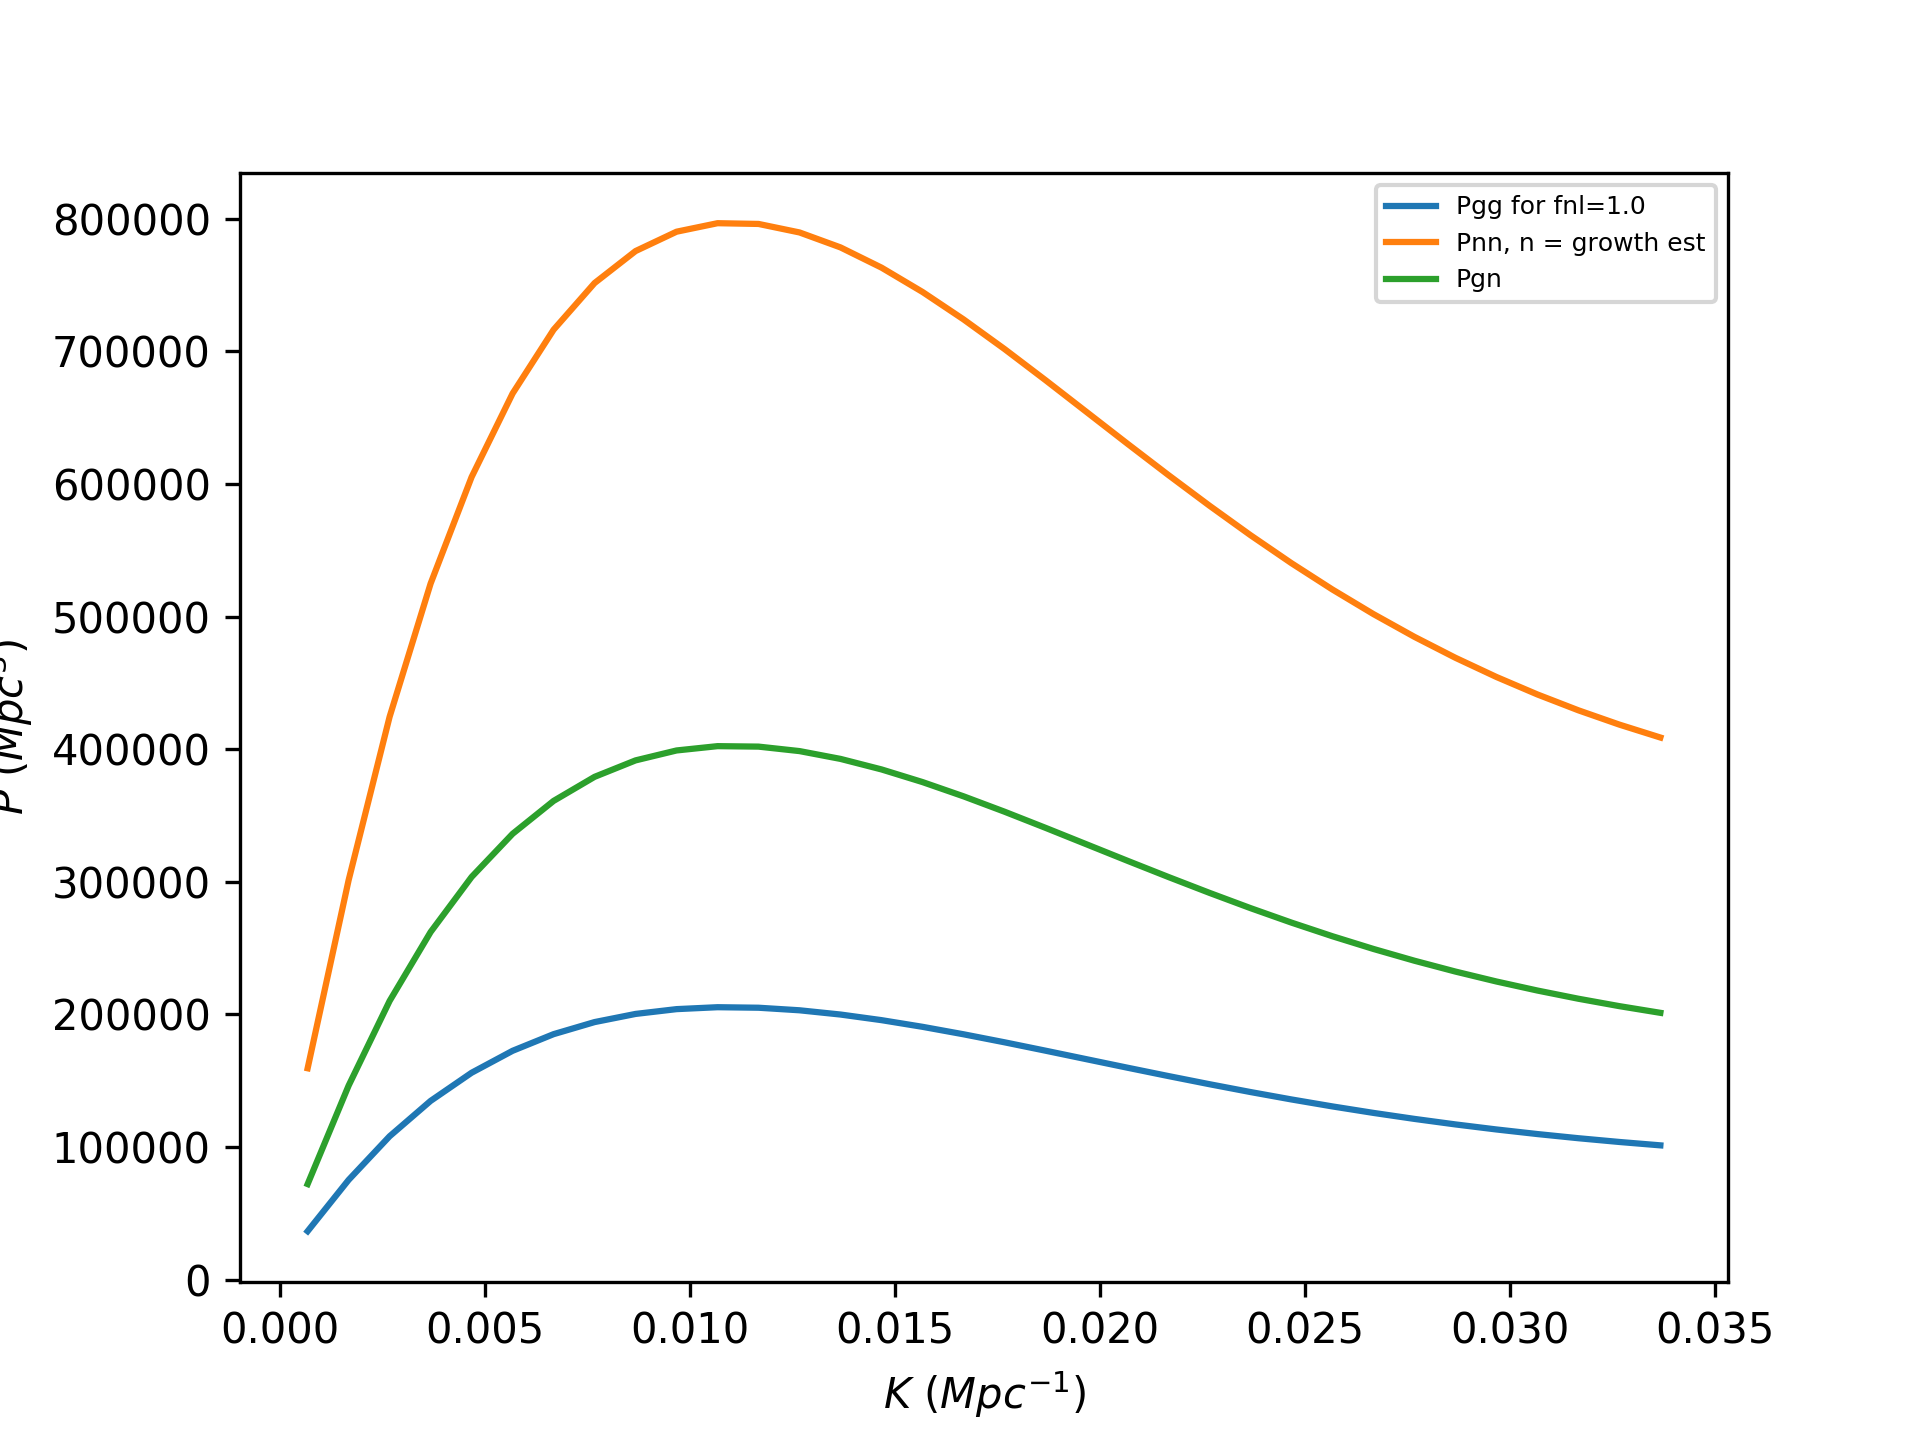 800000
700000
600000
500000
400000
300000
200000
100000
0
0.000 0.005 0.010 0.015 0.020 0.025 0.030 0.035
K (Mpc⁻¹)
P (Mpc³)
Pgg for fnl=1.0
Pnn, n = growth est
Pgn